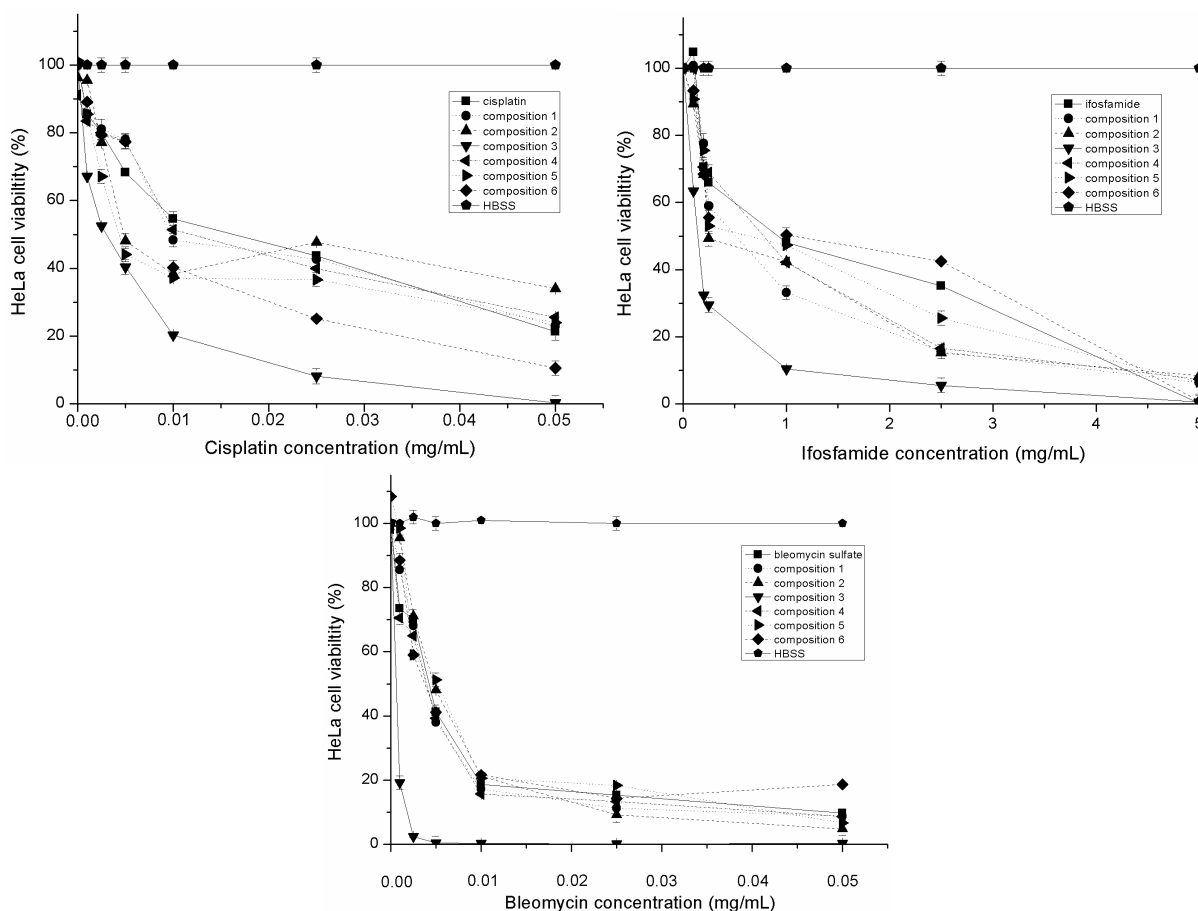 HeLa cell viabiltity (%)
100
80
60
40
20
0
0.00 0.01 0.02 0.03 0.04 0.05
Cisplatin concentration (mg/mL)
cisplatin
composition 1
composition 2
composition 3
composition 4
composition 5
composition 6
HBSS
HeLa cell viabiltity (%)
100
80
60
40
20
0
0 1 2 3 4 5
Ifosfamide concentration (mg/mL)
ifosfamide
composition 1
composition 2
composition 3
composition 4
composition 5
composition 6
HBSS
HeLa cell viabiltity (%)
100
80
60
40
20
0
0.00 0.01 0.02 0.03 0.04 0.05
Bleomycin concentration (mg/mL)
bleomycin sulfate
composition 1
composition 2
composition 3
composition 4
composition 5
composition 6
HBSS